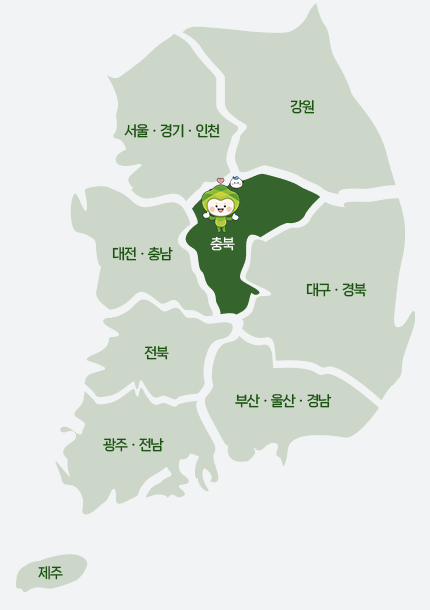 강원
서울 · 경기 · 인천
충북
대전 · 충남
대구 · 경북
전북
부산 · 울산 · 경남
광주 · 전남
제주